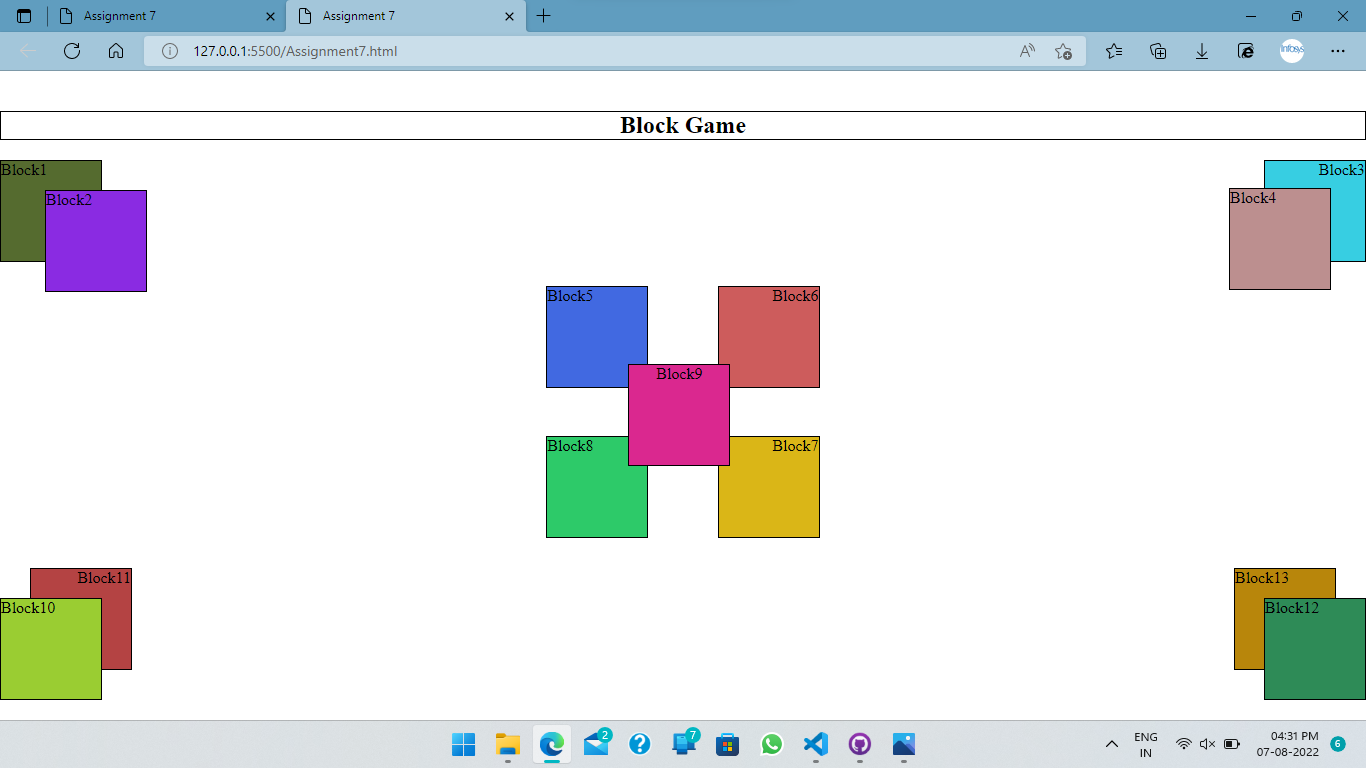 Assignment 7
Assignment 7
127.0.0.1:5500/Assignment7.html
Infosys
Block Game
Block1
Block2
Block3
Block4
Block5
Block6
Block9
Block8
Block7
Block11
Block10
Block13
Block12
2
7
ENG
IN
04:31 PM
07-08-2022
6